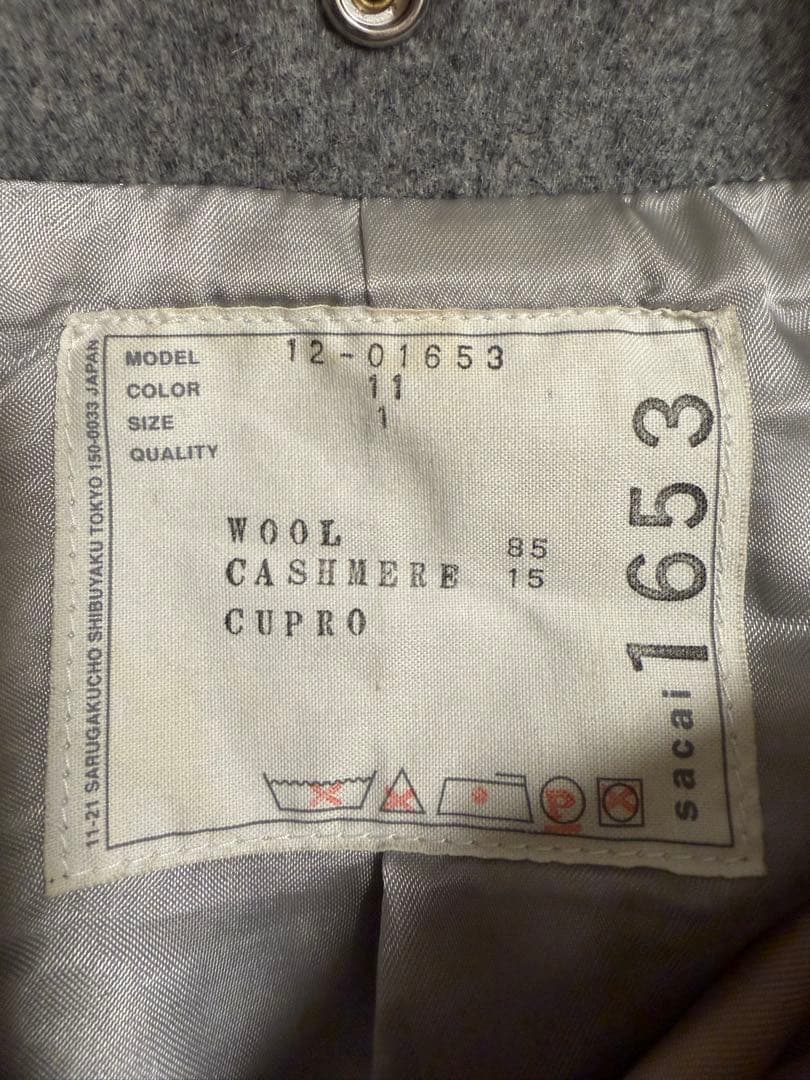 MODEL 12-01653
COLOR 11
SIZE 1
QUALITY
WOOL 85
CASHMERE 15
CUPRO
P
sacai 1653
11-21 SARUGAKUCHO SHIBUYAKU TOKYO 150-0033 JAPAN